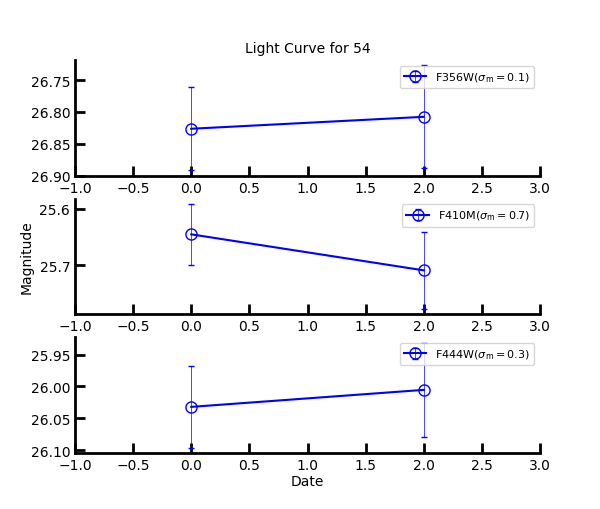 Light Curve for 54
26.75
26.80
26.85
26.90
F356W(σm = 0.1)
−1.0 −0.5 0.0 0.5 1.0 1.5 2.0 2.5 3.0
25.6
25.7
F410M(σm = 0.7)
−1.0 −0.5 0.0 0.5 1.0 1.5 2.0 2.5 3.0
Magnitude
25.95
26.00
26.05
26.10
F444W(σm = 0.3)
−1.0 −0.5 0.0 0.5 1.0 1.5 2.0 2.5 3.0
Date